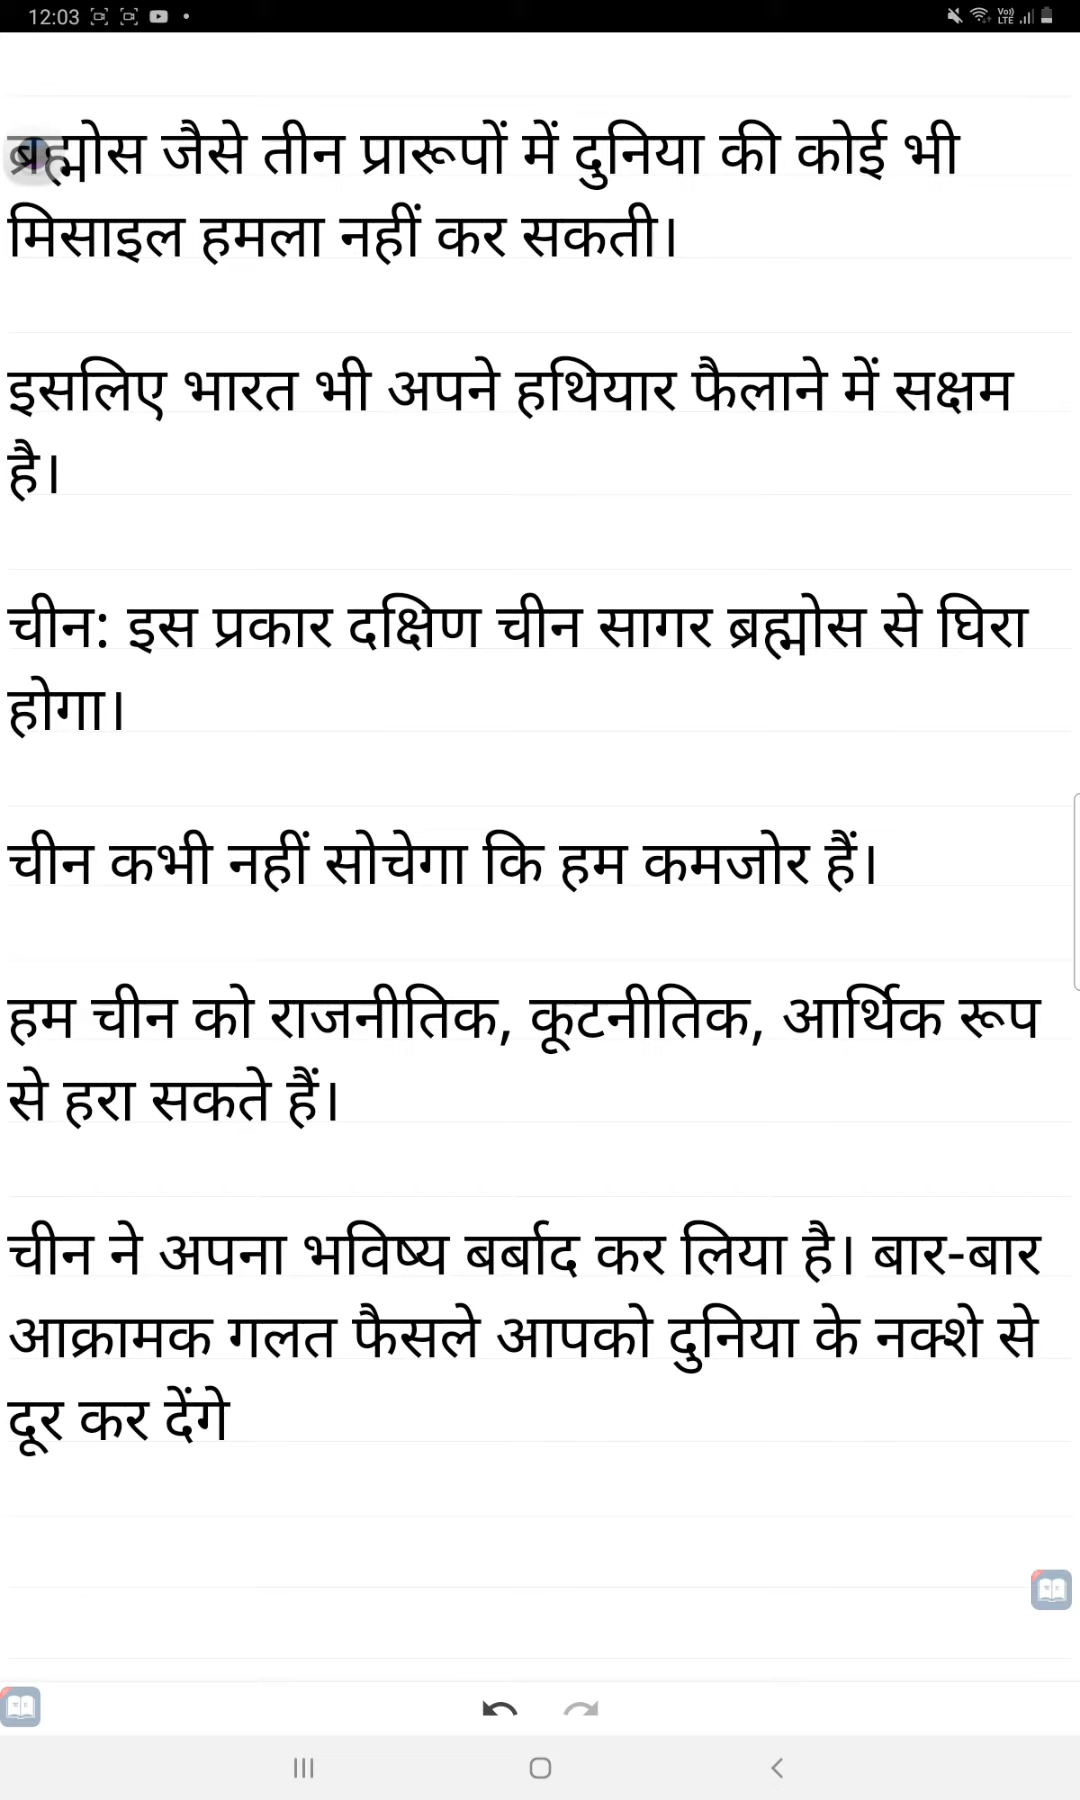 12:03
Vo))
LTE
ब्रह्मोस जैसे तीन प्रारूपों में दुनिया की कोई भी
मिसाइल हमला नहीं कर सकती।
इसलिए भारत भी अपने हथियार फैलाने में सक्षम
है।
चीन: इस प्रकार दक्षिण चीन सागर ब्रह्मोस से घिरा
होगा।
चीन कभी नहीं सोचेगा कि हम कमजोर हैं।
हम चीन को राजनीतिक, कूटनीतिक, आर्थिक रूप
से हरा सकते हैं।
चीन ने अपना भविष्य बर्बाद कर लिया है। बार-बार
आक्रामक गलत फैसले आपको दुनिया के नक्शे से
दूर कर देंगे